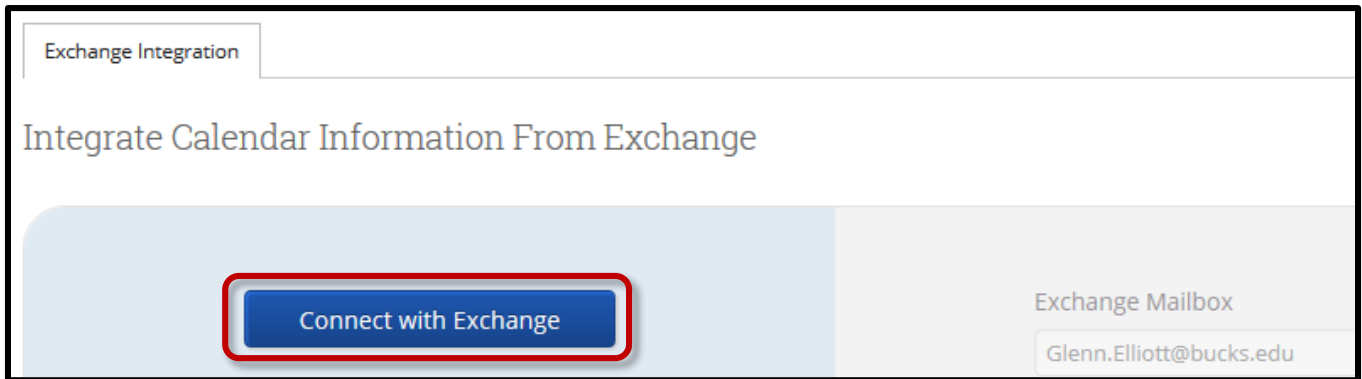 Exchange Integration
Integrate Calendar Information From Exchange
Connect with Exchange
Exchange Mailbox
Glenn.Elliott@bucks.edu